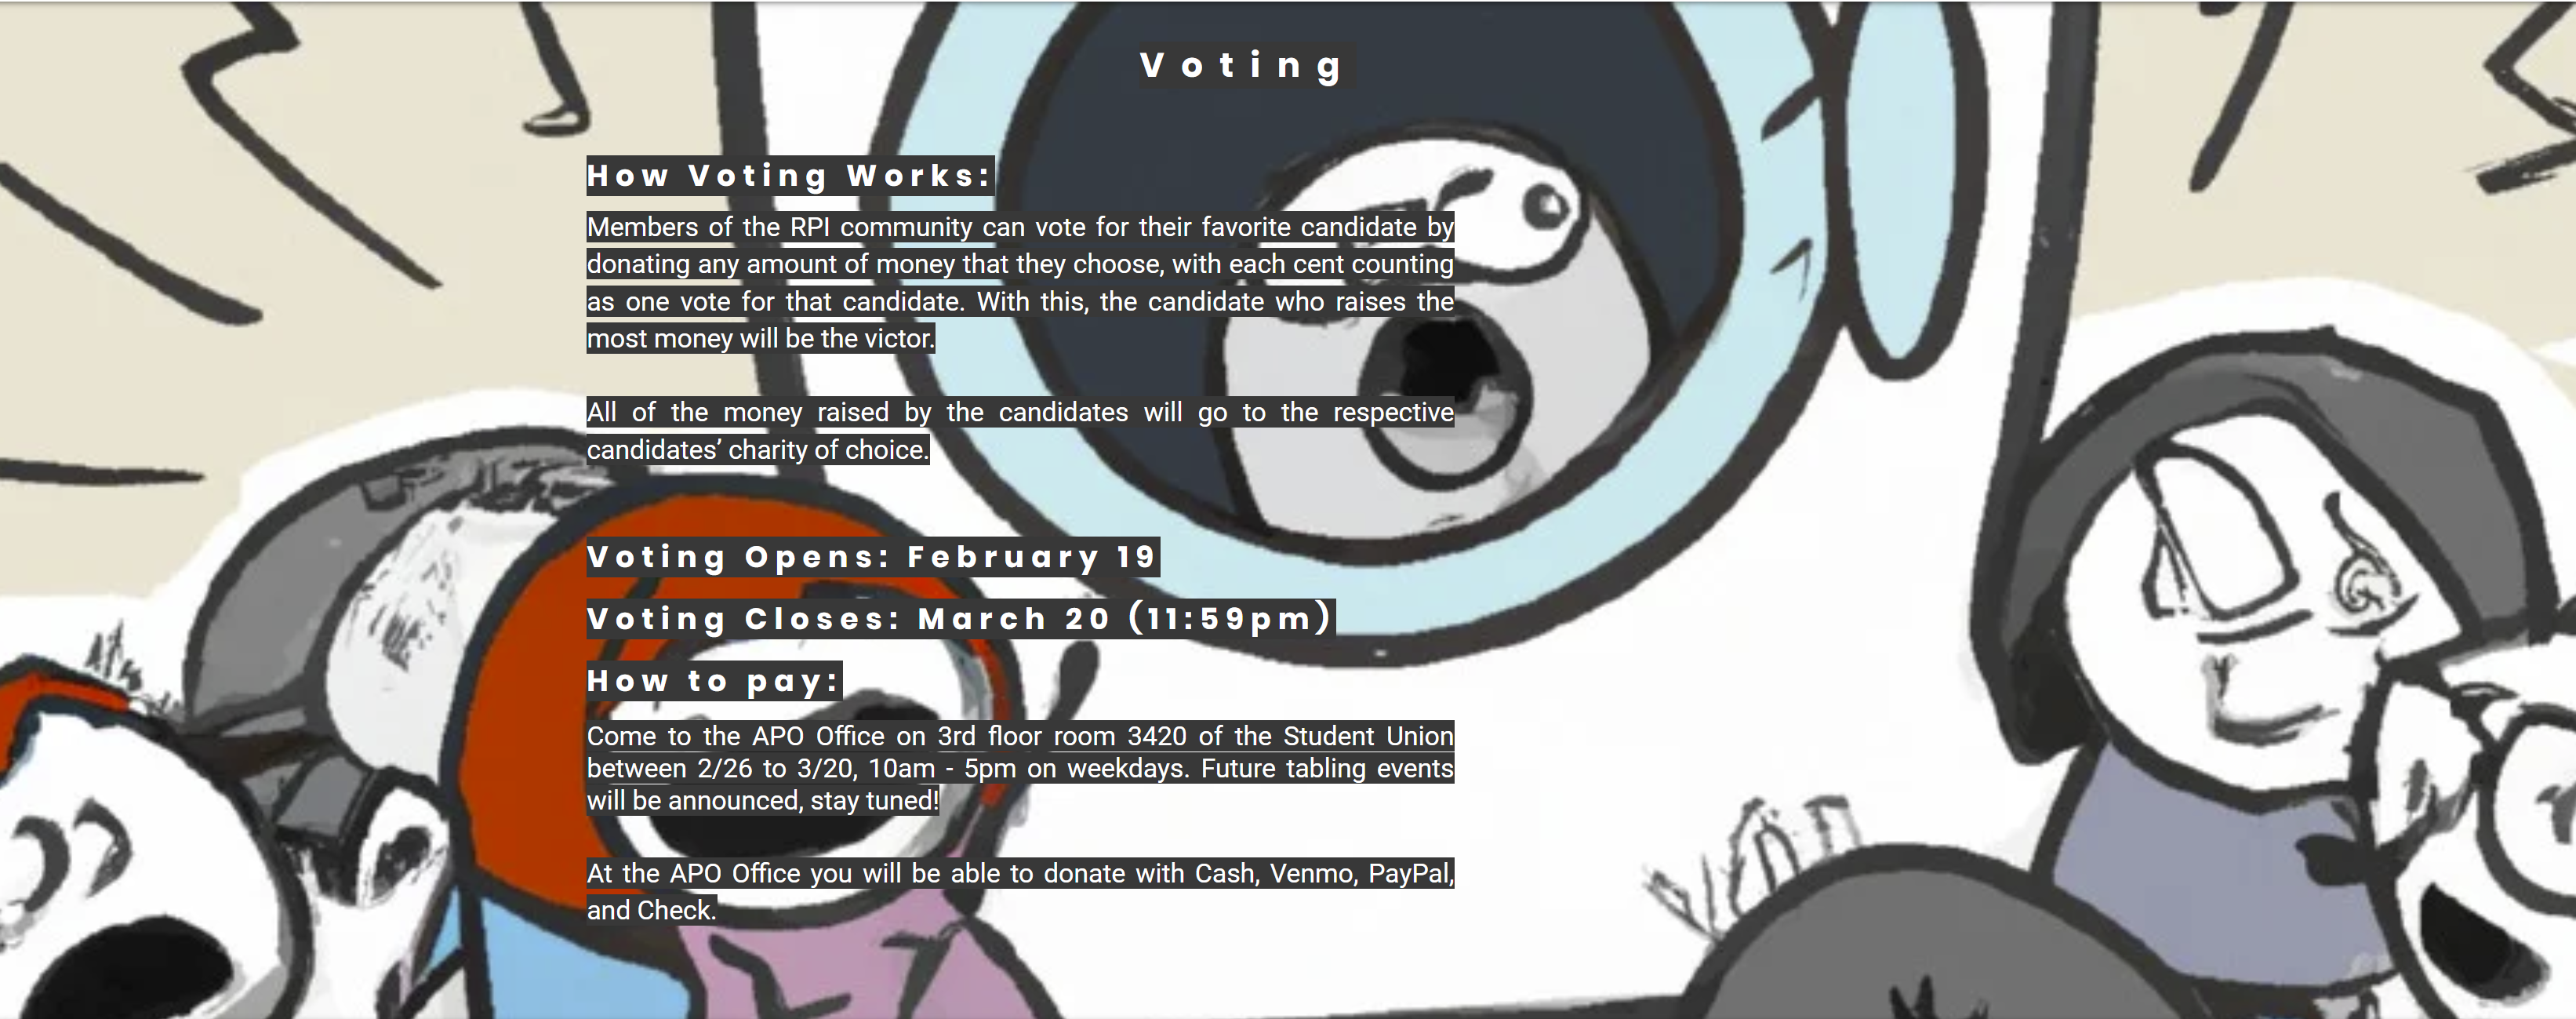 Voting
How Voting Works:
Members of the RPI community can vote for their favorite candidate by
donating any amount of money that they choose, with each cent counting
as one vote for that candidate. With this, the candidate who raises the
most money will be the victor.
All of the money raised by the candidates will go to the respective
candidates’ charity of choice.
Voting Opens: February 19
Voting Closes: March 20 (11:59pm)
How to pay:
Come to the APO Office on 3rd floor room 3420 of the Student Union
between 2/26 to 3/20, 10am - 5pm on weekdays. Future tabling events
will be announced, stay tuned!
At the APO Office you will be able to donate with Cash, Venmo, PayPal,
and Check.